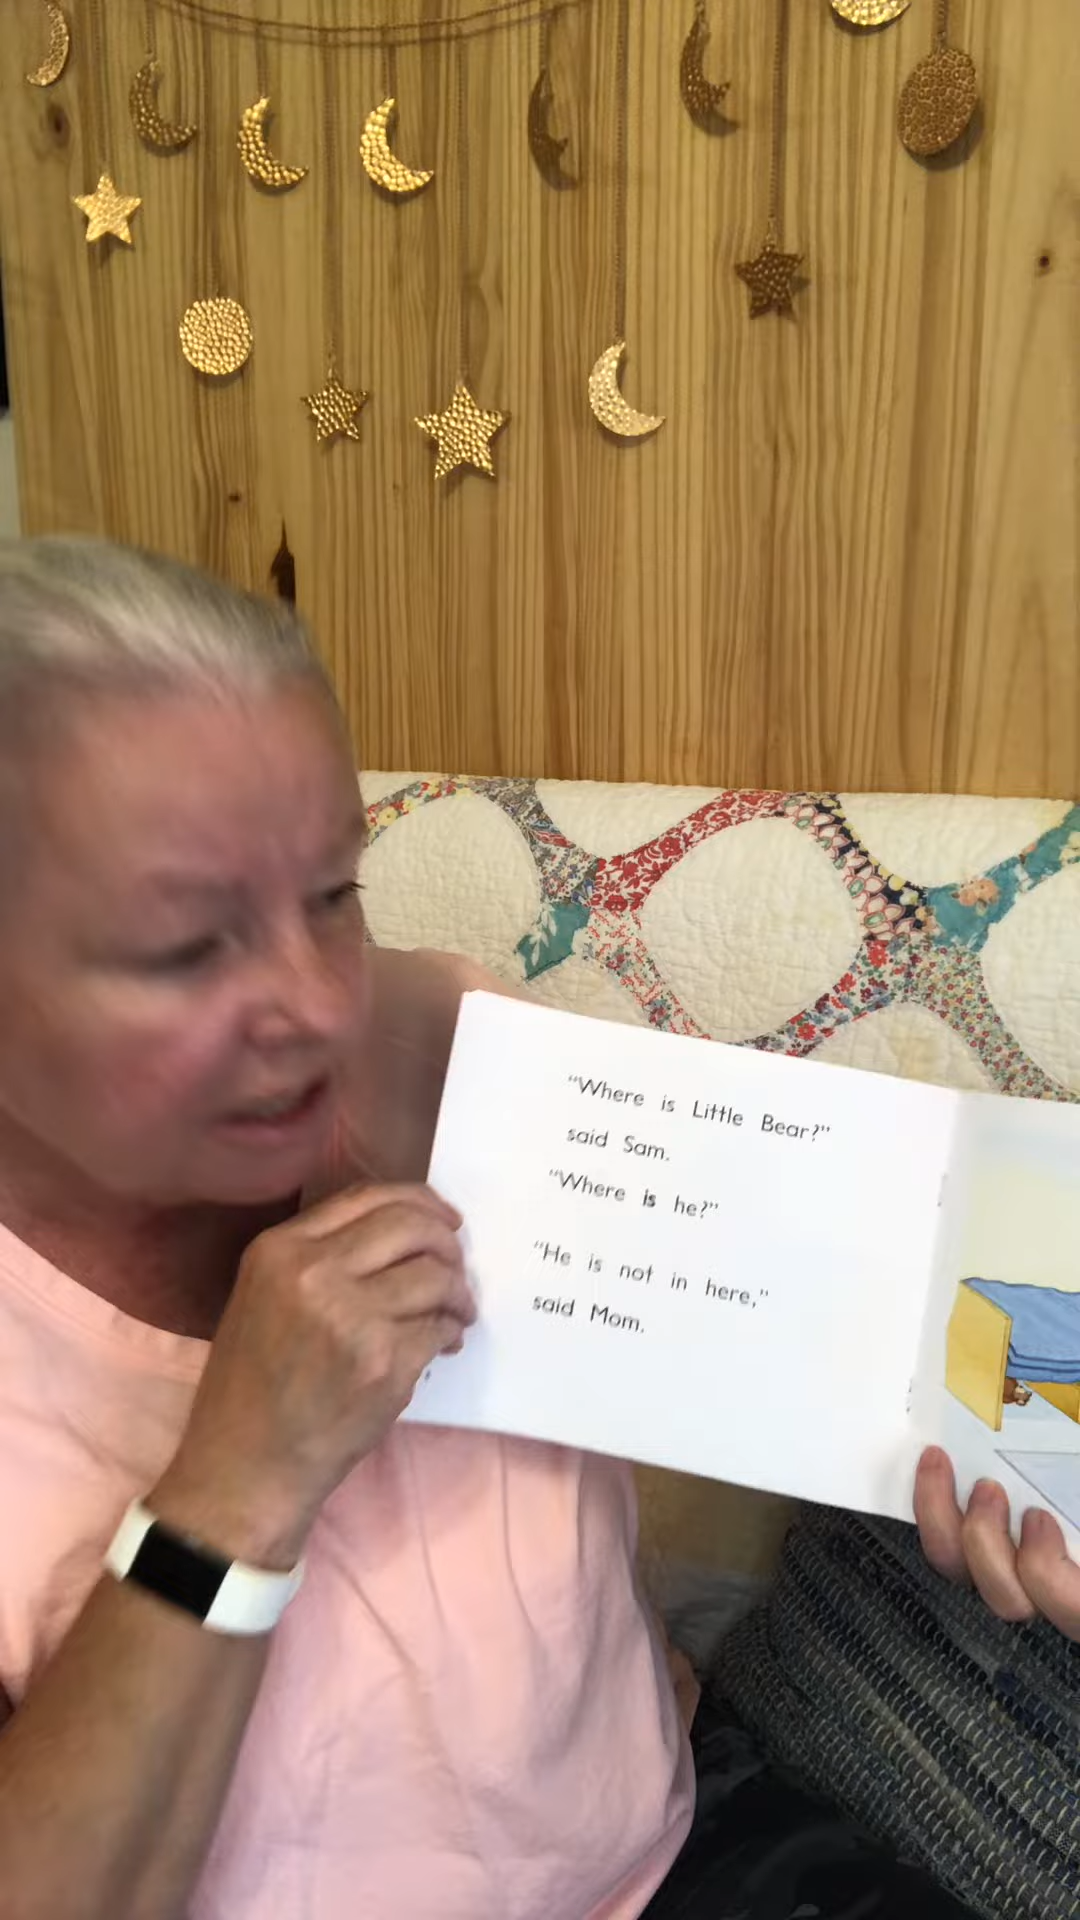 “Where is Little Bear?”
said Sam.
“Where is he?”
“He is not in here,”
said Mom.